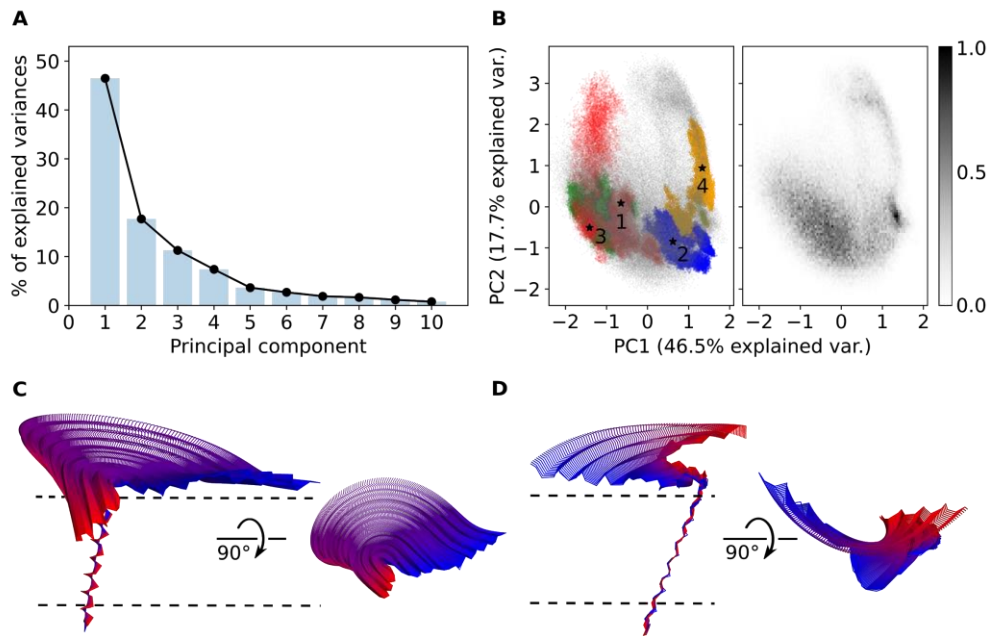 A
% of explained variances
50
40
30
20
10
0
0 1 2 3 4 5 6 7 8 9 10
Principal component
B
PC2 (17.7% explained var.)
3
2
1
0
−1
−2
1
2
3
4
−2 −1 0 1 2
−2 −1 0 1 2
PC1 (46.5% explained var.)
1.0
0.5
0.0
C
90°
D
90°